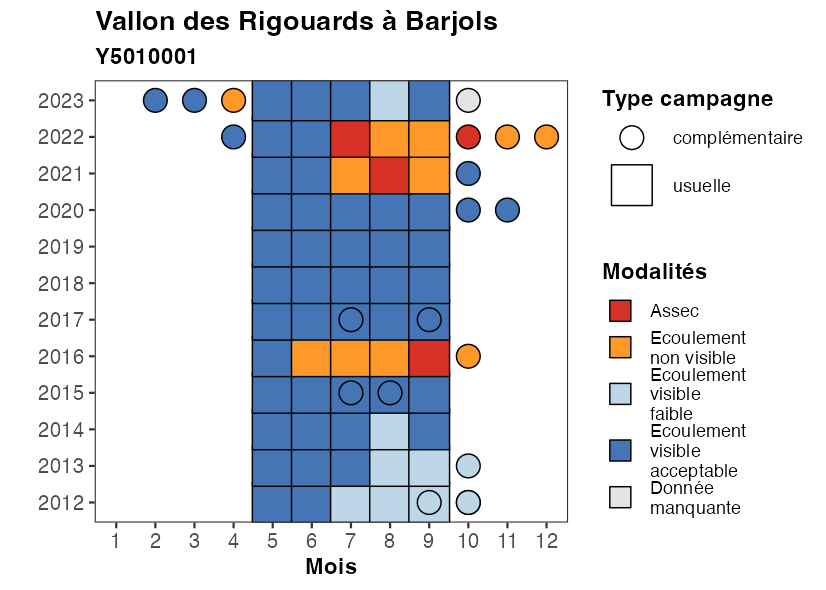 Vallon des Rigouards à Barjols
Y5010001
2023
2022
2021
2020
2019
2018
2017
2016
2015
2014
2013
2012
1 2 3 4 5 6 7 8 9 10 11 12
Mois
Type campagne
complémentaire
usuelle
Modalités
Assec
Ecoulement
non visible
Ecoulement
visible
faible
Ecoulement
visible
acceptable
Donnée
manquante